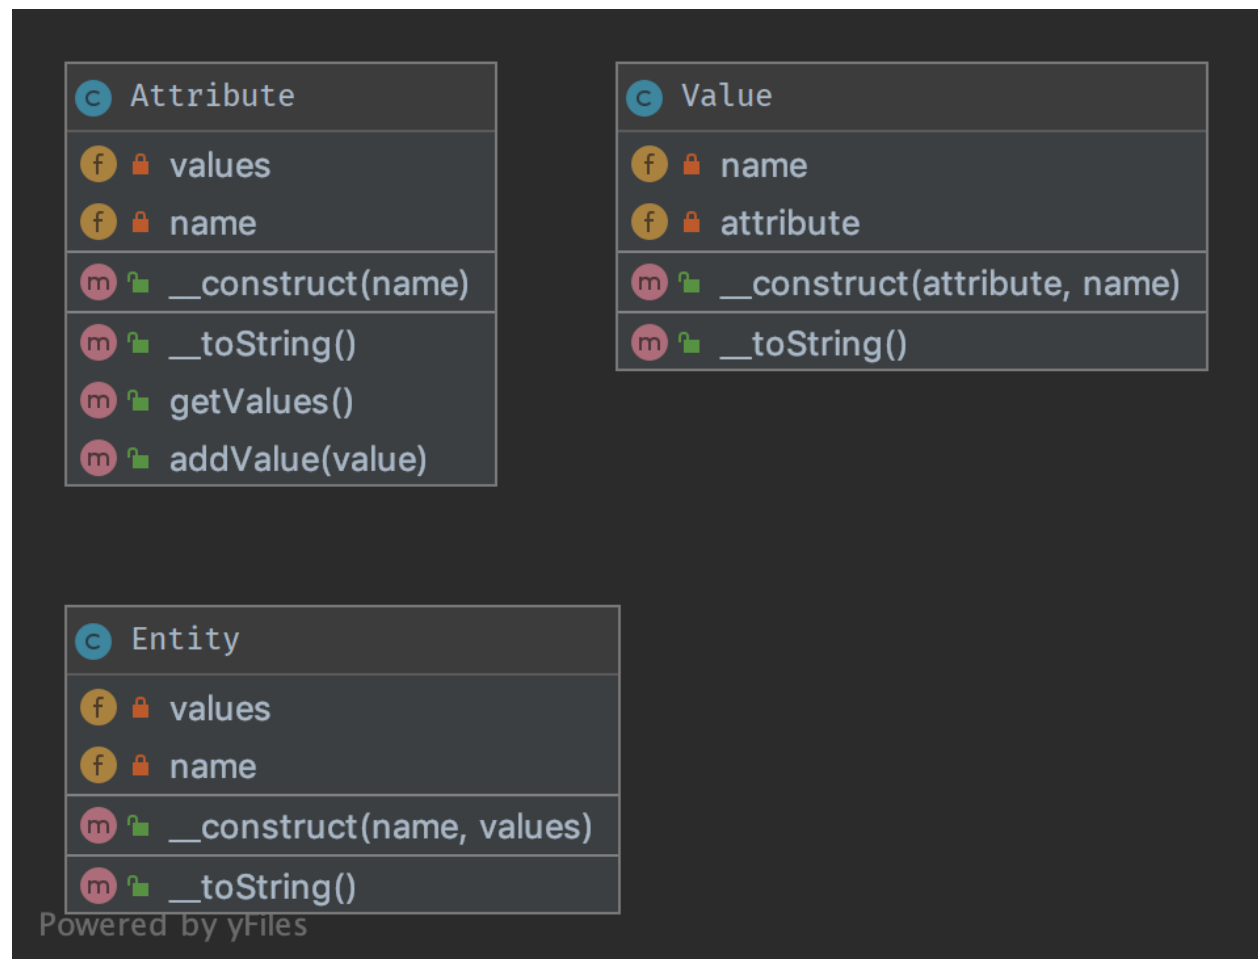 Attribute
values
name
__construct(name)
__toString()
getValues()
addValue(value)
Value
name
attribute
__construct(attribute, name)
__toString()
Entity
values
name
__construct(name, values)
__toString()
Powered by yFiles